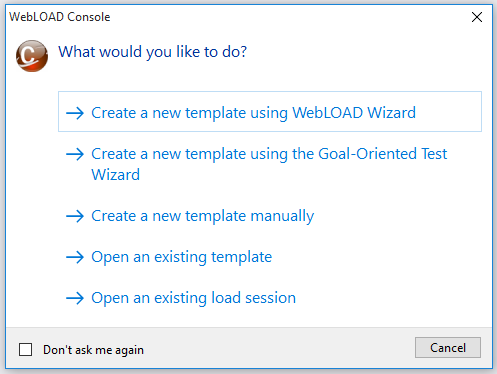 WebLOAD Console
What would you like to do?
Create a new template using WebLOAD Wizard
Create a new template using the Goal-Oriented Test
Wizard
Create a new template manually
Open an existing template
Open an existing load session
Don't ask me again
Cancel